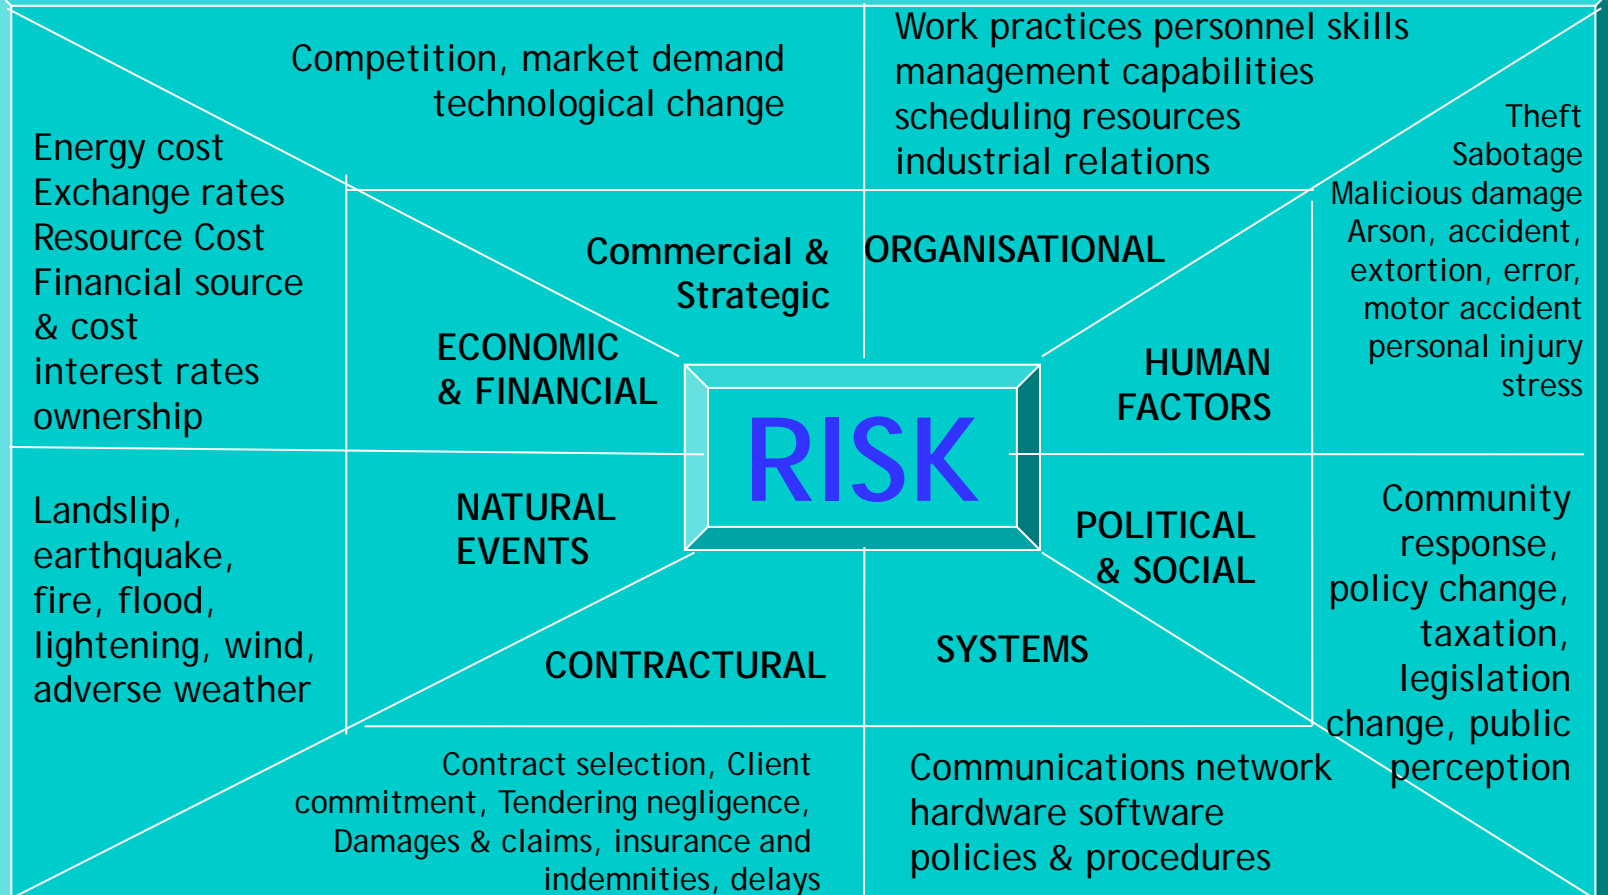 Competition, market demand
technological change
Work practices personnel skills
management capabilities
scheduling resources
industrial relations
Energy cost
Exchange rates
Resource Cost
Financial source
& cost
interest rates
ownership
Theft
Sabotage
Malicious damage
Arson, accident,
extortion, error,
motor accident
personal injury
stress
Commercial &
Strategic
ORGANISATIONAL
ECONOMIC
& FINANCIAL
HUMAN
FACTORS
RISK
NATURAL
EVENTS
POLITICAL
& SOCIAL
CONTRACTURAL
SYSTEMS
Landslip,
earthquake,
fire, flood,
lightening, wind,
adverse weather
Community
response,
policy change,
taxation,
legislation
change, public
perception
Contract selection, Client
commitment, Tendering negligence,
Damages & claims, insurance and
indemnities, delays
Communications network
hardware software
policies & procedures